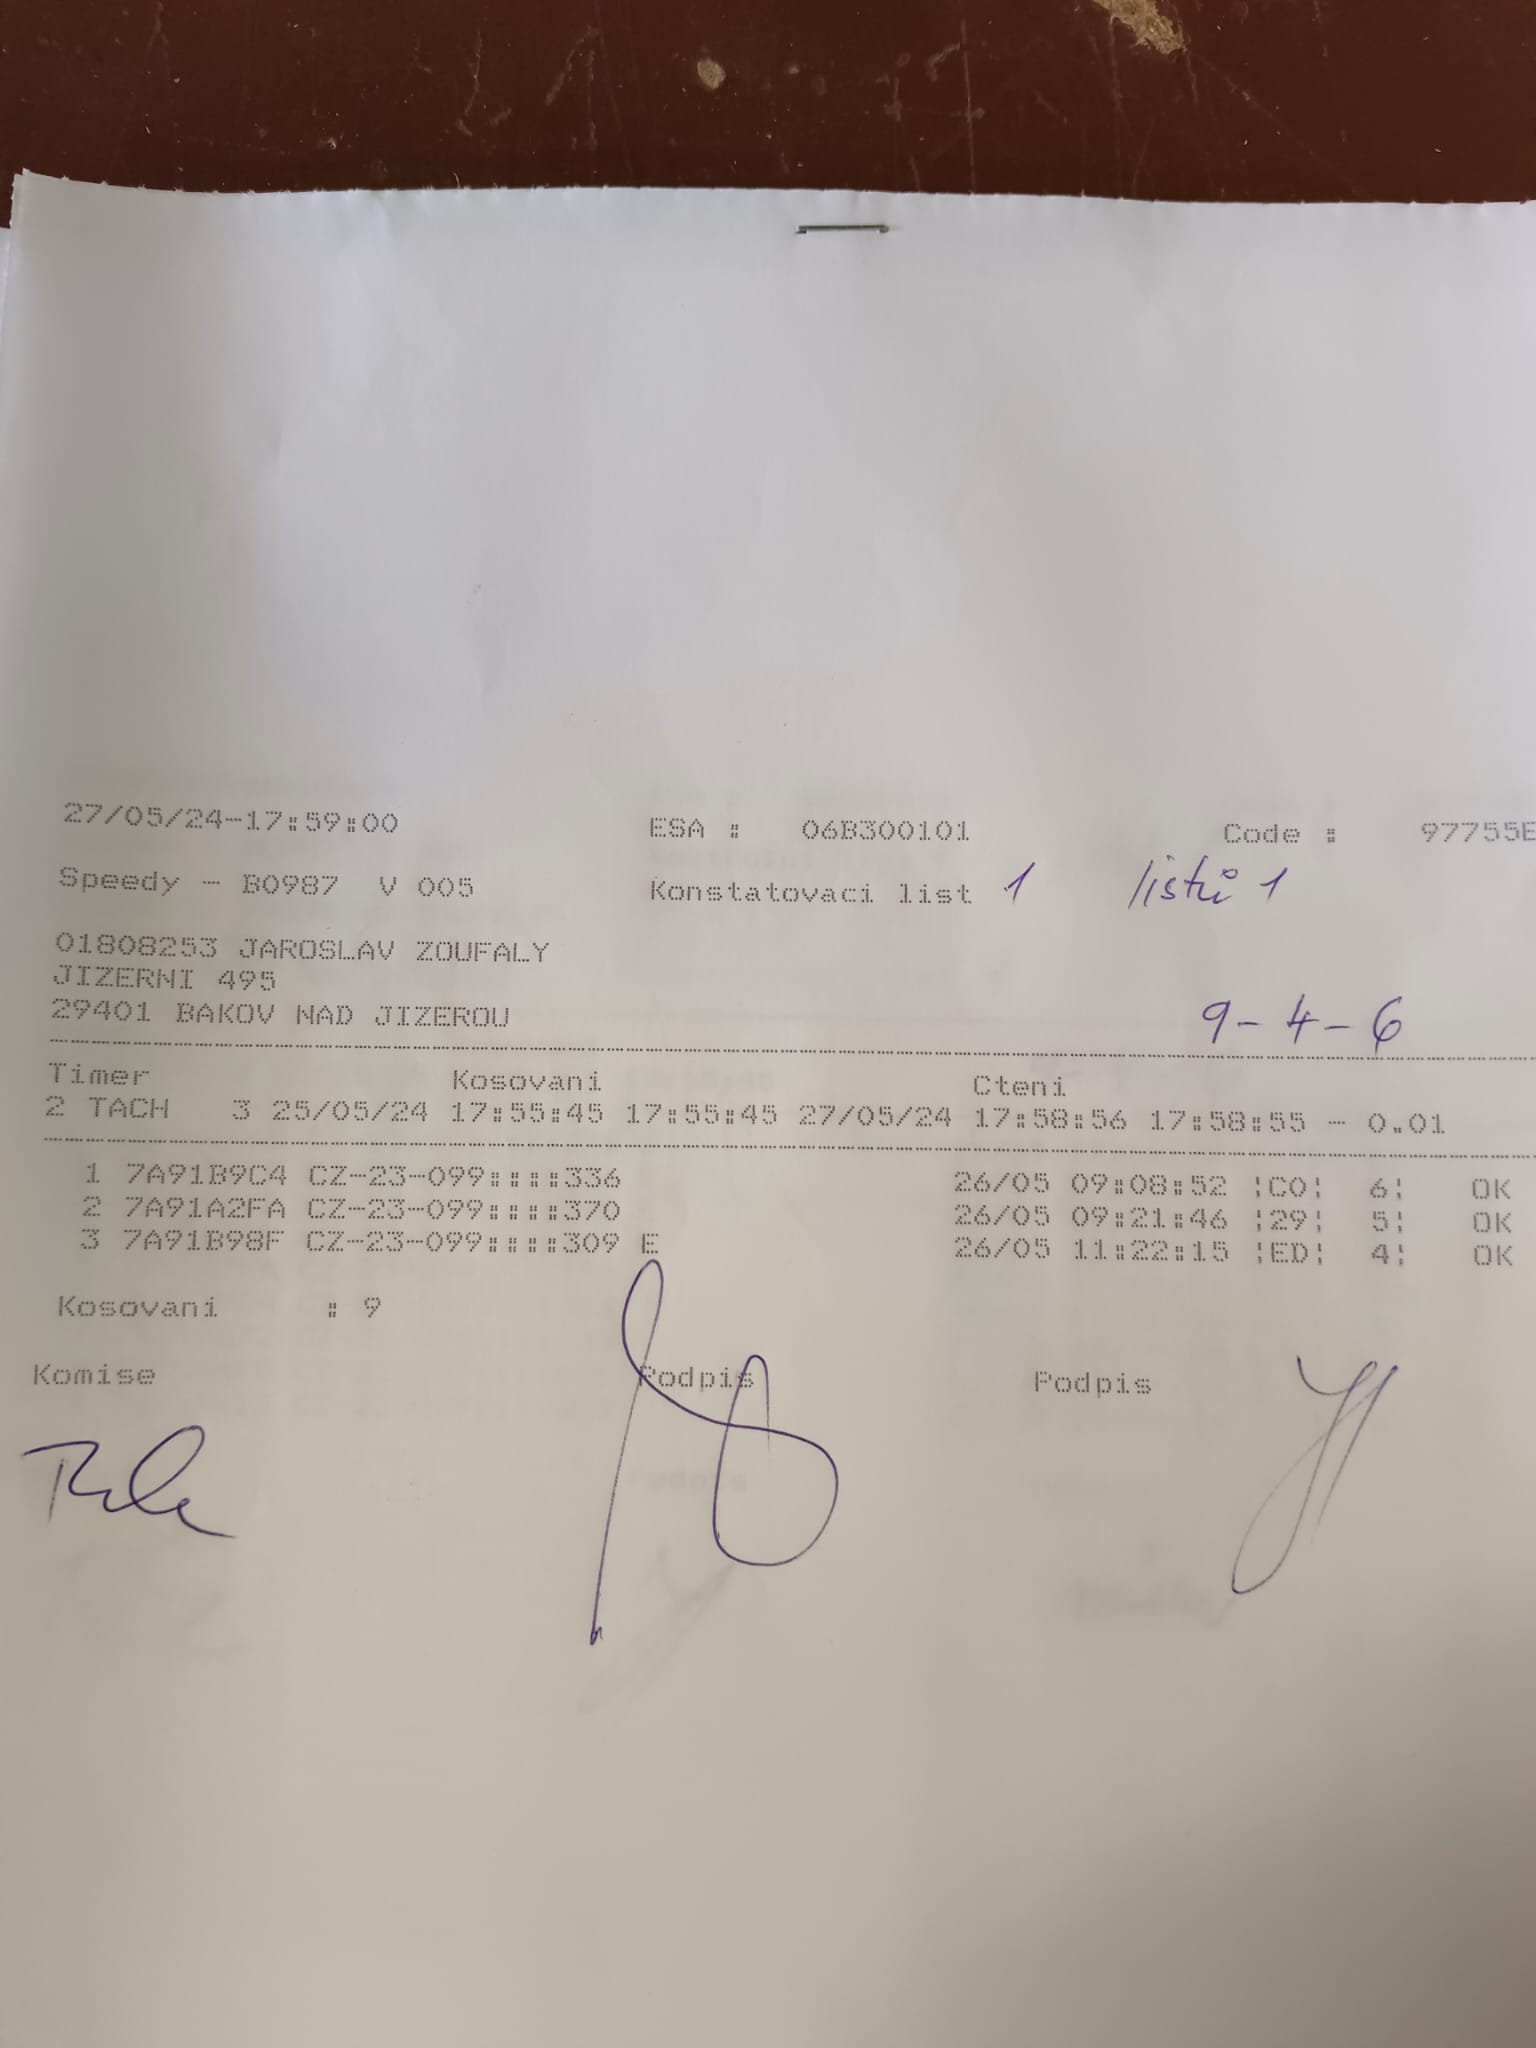 27/05/24-17:59:00 ESA : 06B300101 Code : 97755E
Speedy - B0987 V 005 Konstatovaci list 1 listů 1
01808253 JAROSLAV ZOUFALY
JIZERNI 495
29401 BAKOV NAD JIZEROU 9-4-6
Timer Kosovani Cteni
2 TACH 3 25/05/24 17:55:45 17:55:45 27/05/24 17:58:56 17:58:55 - 0.01
1 7A91B9C4 CZ-23-099::::336 26/05 09:08:52 ¦C0¦ 6¦ OK
2 7A91A2FA CZ-23-099::::370 26/05 09:21:46 ¦29¦ 5¦ OK
3 7A91B98F CZ-23-099::::309 E 26/05 11:22:15 ¦ED¦ 4¦ OK
Kosovani : 9
Komise Podpis Podpis